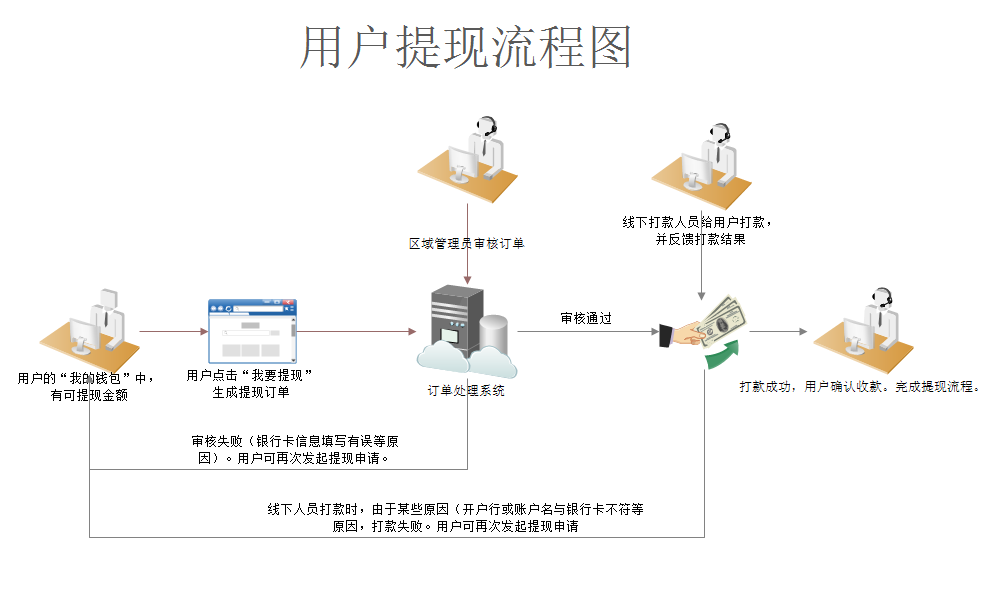 用户提现流程图
区域管理员审核订单
线下打款人员给用户打款，
并反馈打款结果
审核通过
用户的“我的钱包”中，
有可提现金额
用户点击“我要提现”
生成提现订单
订单处理系统
打款成功，用户确认收款。完成提现流程。
审核失败（银行卡信息填写有误等原
因）。用户可再次发起提现申请。
线下人员打款时，由于某些原因（开户行或账户名与银行卡不符等
原因，打款失败。用户可再次发起提现申请